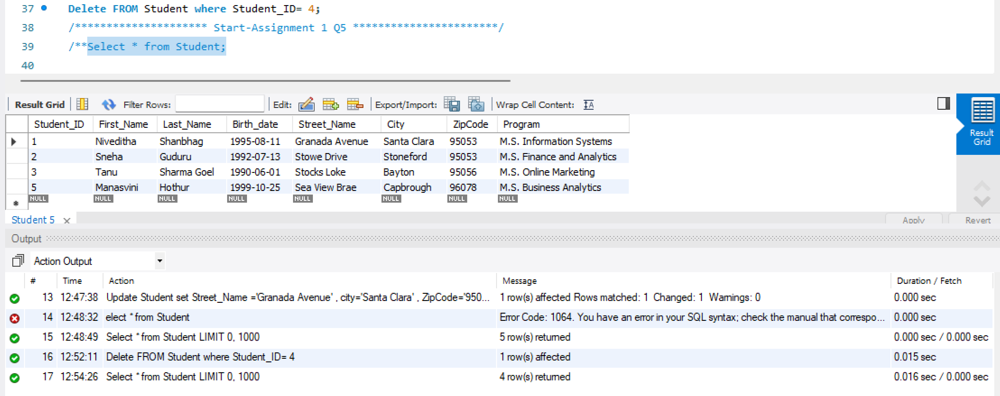 37 Delete FROM Student where Student_ID= 4;
38 /********************* Start-Assignment 1 Q5 ***********************/
39 /**Select * from Student;
40
Result Grid Filter Rows: Edit: Export/Import: Wrap Cell Content:
Result Grid
Student_ID First_Name Last_Name Birth_date Street_Name City ZipCode Program
1 Niveditha Shanbhag 1995-08-11 Granada Avenue Santa Clara 95053 M.S. Information Systems
2 Sneha Guduru 1992-07-13 Stowe Drive Stoneford 95053 M.S. Finance and Analytics
3 Tanu Sharma Goel 1990-06-01 Stocks Loke Bayton 95056 M.S. Online Marketing
5 Manasvini Hothur 1999-10-25 Sea View Brae Capbrough 96078 M.S. Business Analytics
NULL NULL NULL NULL NULL NULL NULL NULL
Student 5 Apply Revert
Output
Action Output
# Time Action Message Duration / Fetch
13 12:47:38 Update Student set Street_Name ='Granada Avenue' , city='Santa Clara' , ZipCode='950... 1 row(s) affected Rows matched: 1 Changed: 1 Warnings: 0 0.000 sec
14 12:48:32 elect * from Student Error Code: 1064. You have an error in your SQL syntax; check the manual that correspo... 0.000 sec
15 12:48:49 Select * from Student LIMIT 0, 1000 5 row(s) returned 0.000 sec / 0.000 sec
16 12:52:11 Delete FROM Student where Student_ID= 4 1 row(s) affected 0.015 sec
17 12:54:26 Select * from Student LIMIT 0, 1000 4 row(s) returned 0.016 sec / 0.000 sec